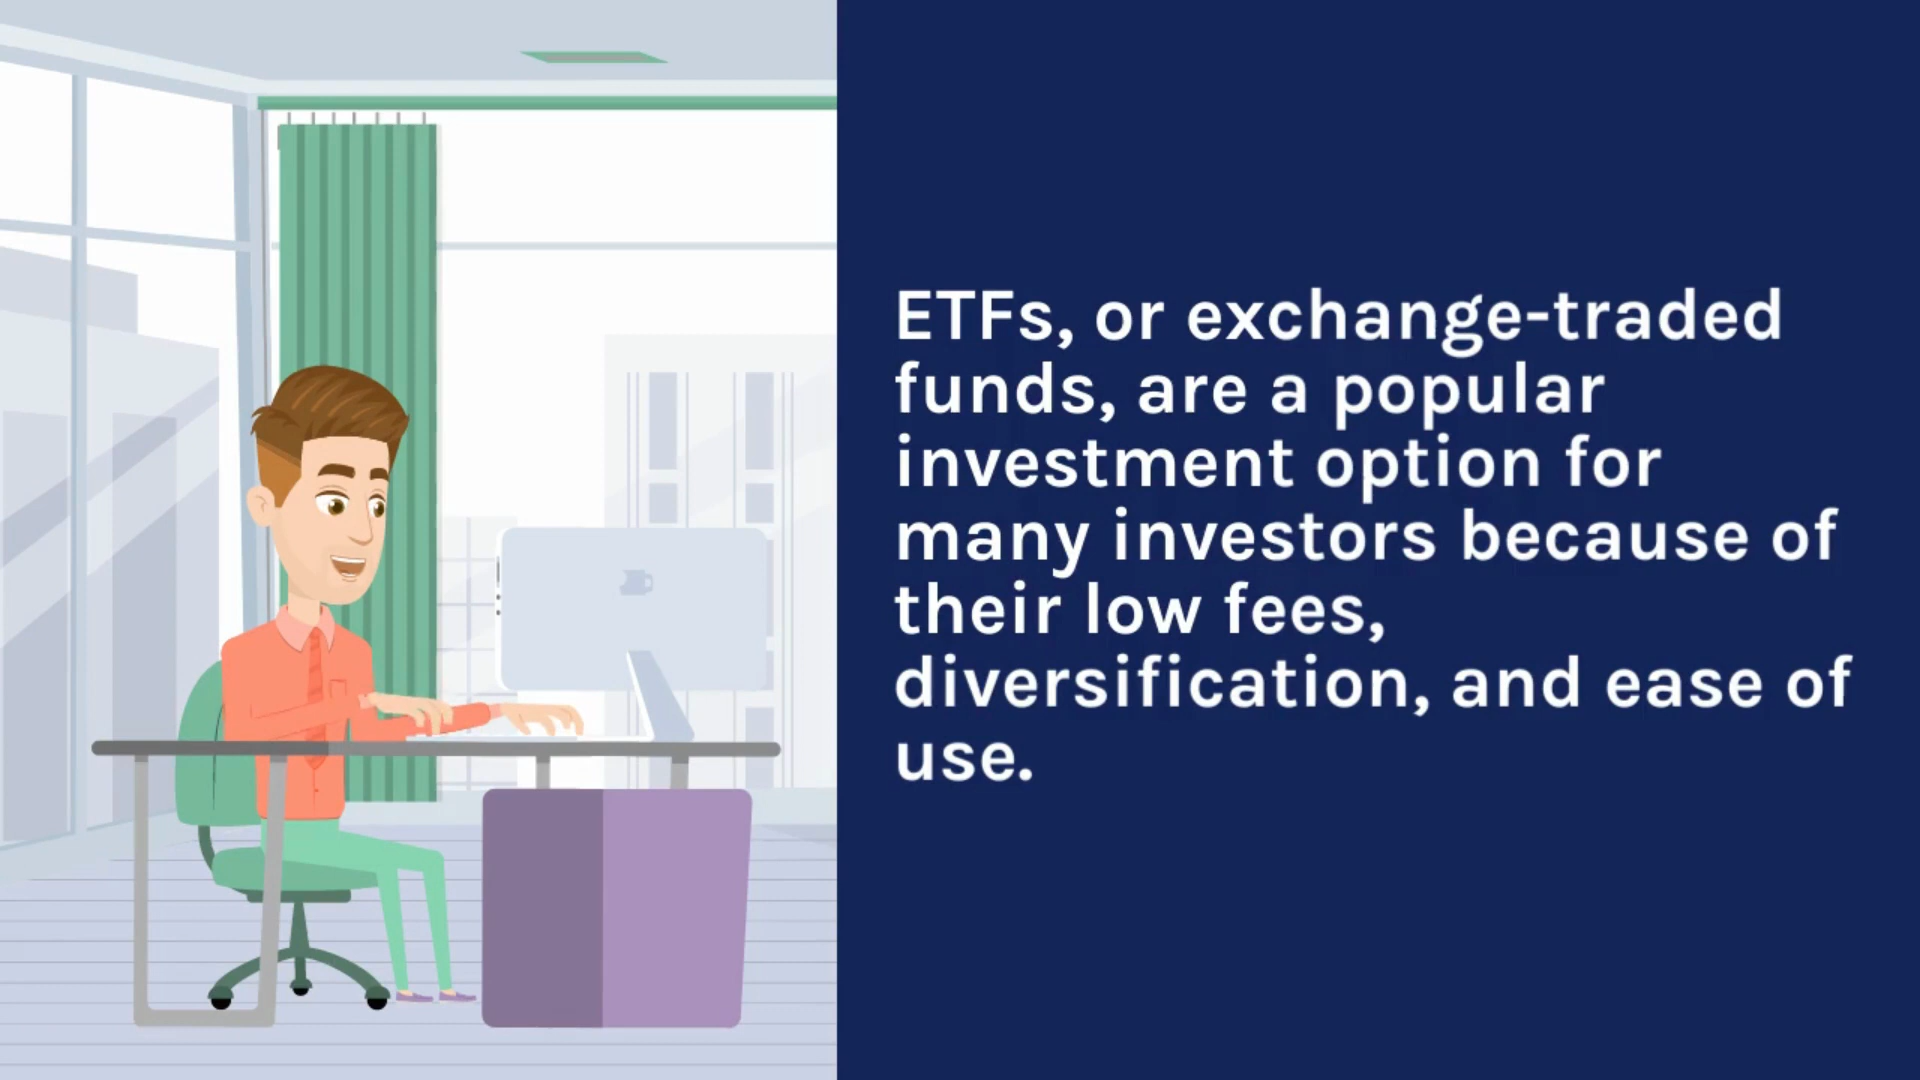 ETFs, or exchange-traded
funds, are a popular
investment option for
many investors because of
their low fees,
diversification, and ease of
use.